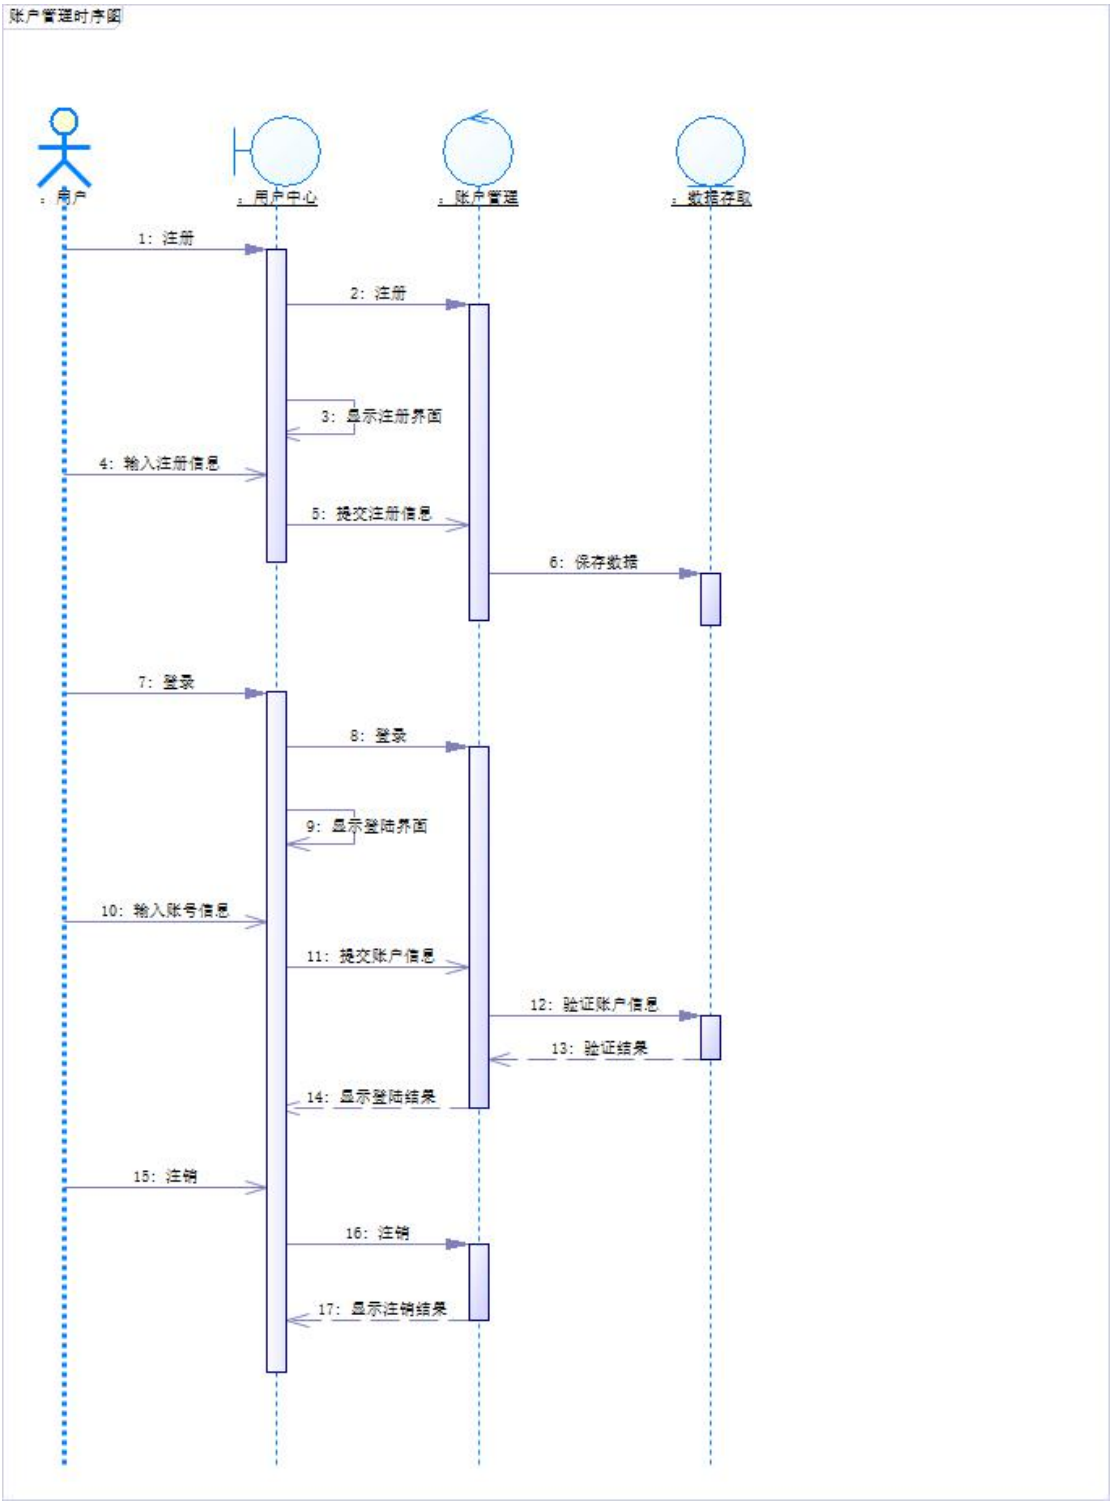 账户管理时序图
：用户
：用户中心
：账户管理
：数据存取
1: 注册
2: 注册
3: 显示注册界面
4: 输入注册信息
5: 提交注册信息
6: 保存数据
7: 登录
8: 登录
9: 显示登陆界面
10: 输入账号信息
11: 提交账户信息
12: 验证账户信息
13: 验证结果
14: 显示登陆结果
15: 注销
16: 注销
17: 显示注销结果